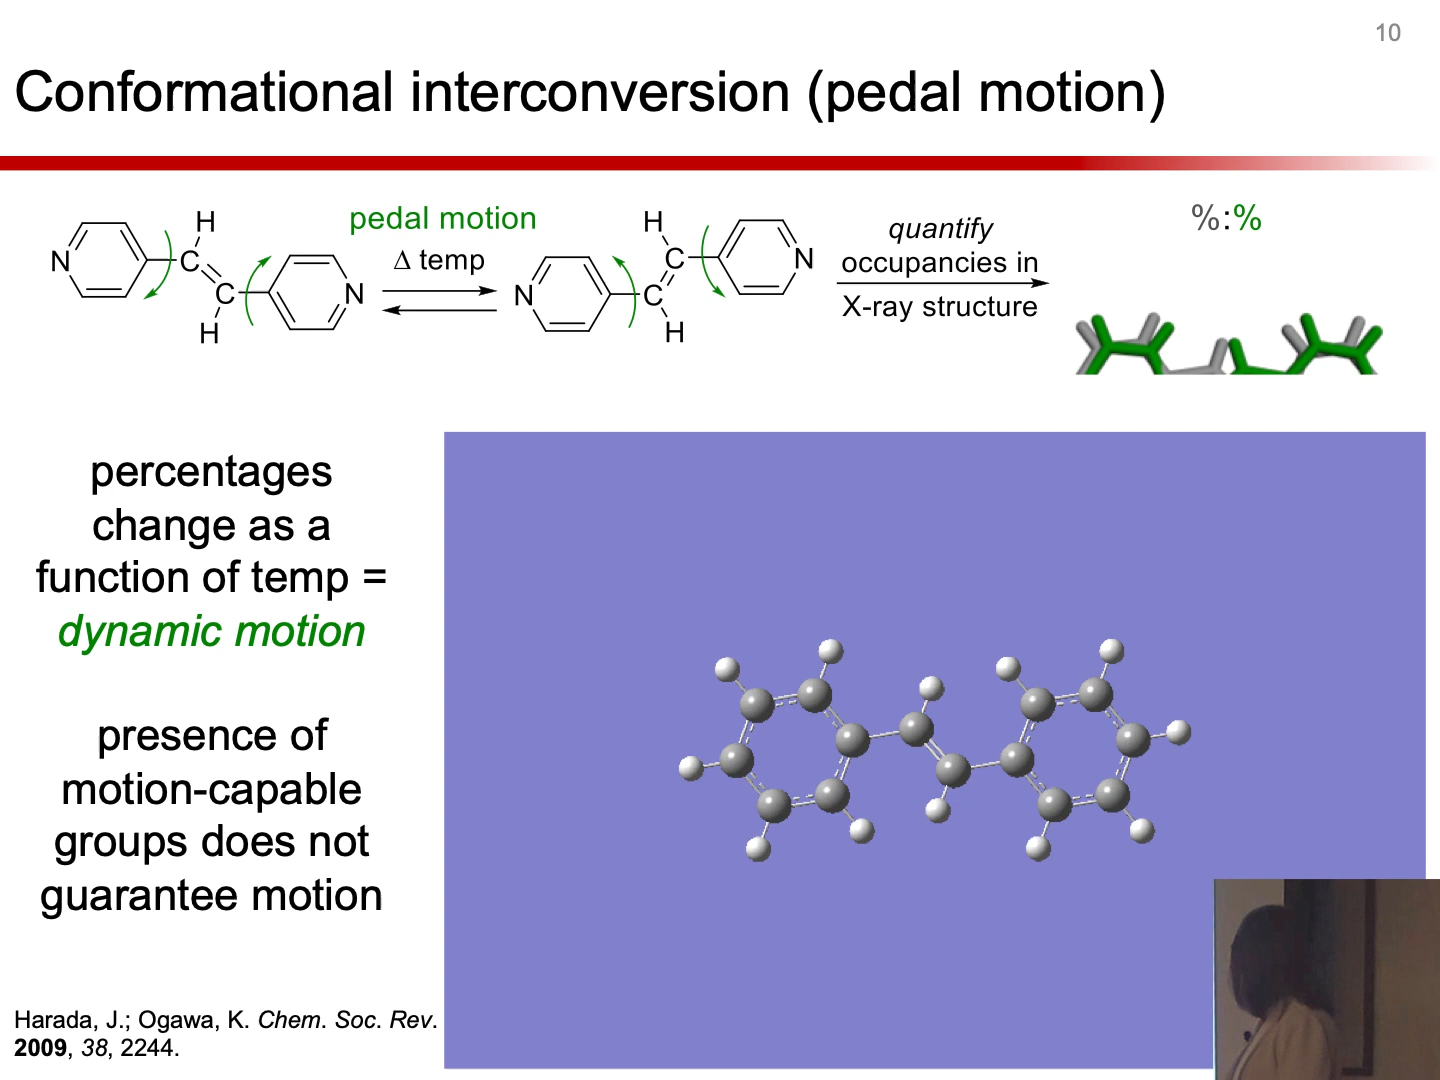 10
Conformational interconversion (pedal motion)
H
H
N
C
C
N
H
pedal motion
Δ temp
H
N
C
C
N
H
quantify
occupancies in
X-ray structure
%:%
percentages
change as a
function of temp =
dynamic motion
presence of
motion-capable
groups does not
guarantee motion
Harada, J.; Ogawa, K. Chem. Soc. Rev.
2009, 38, 2244.